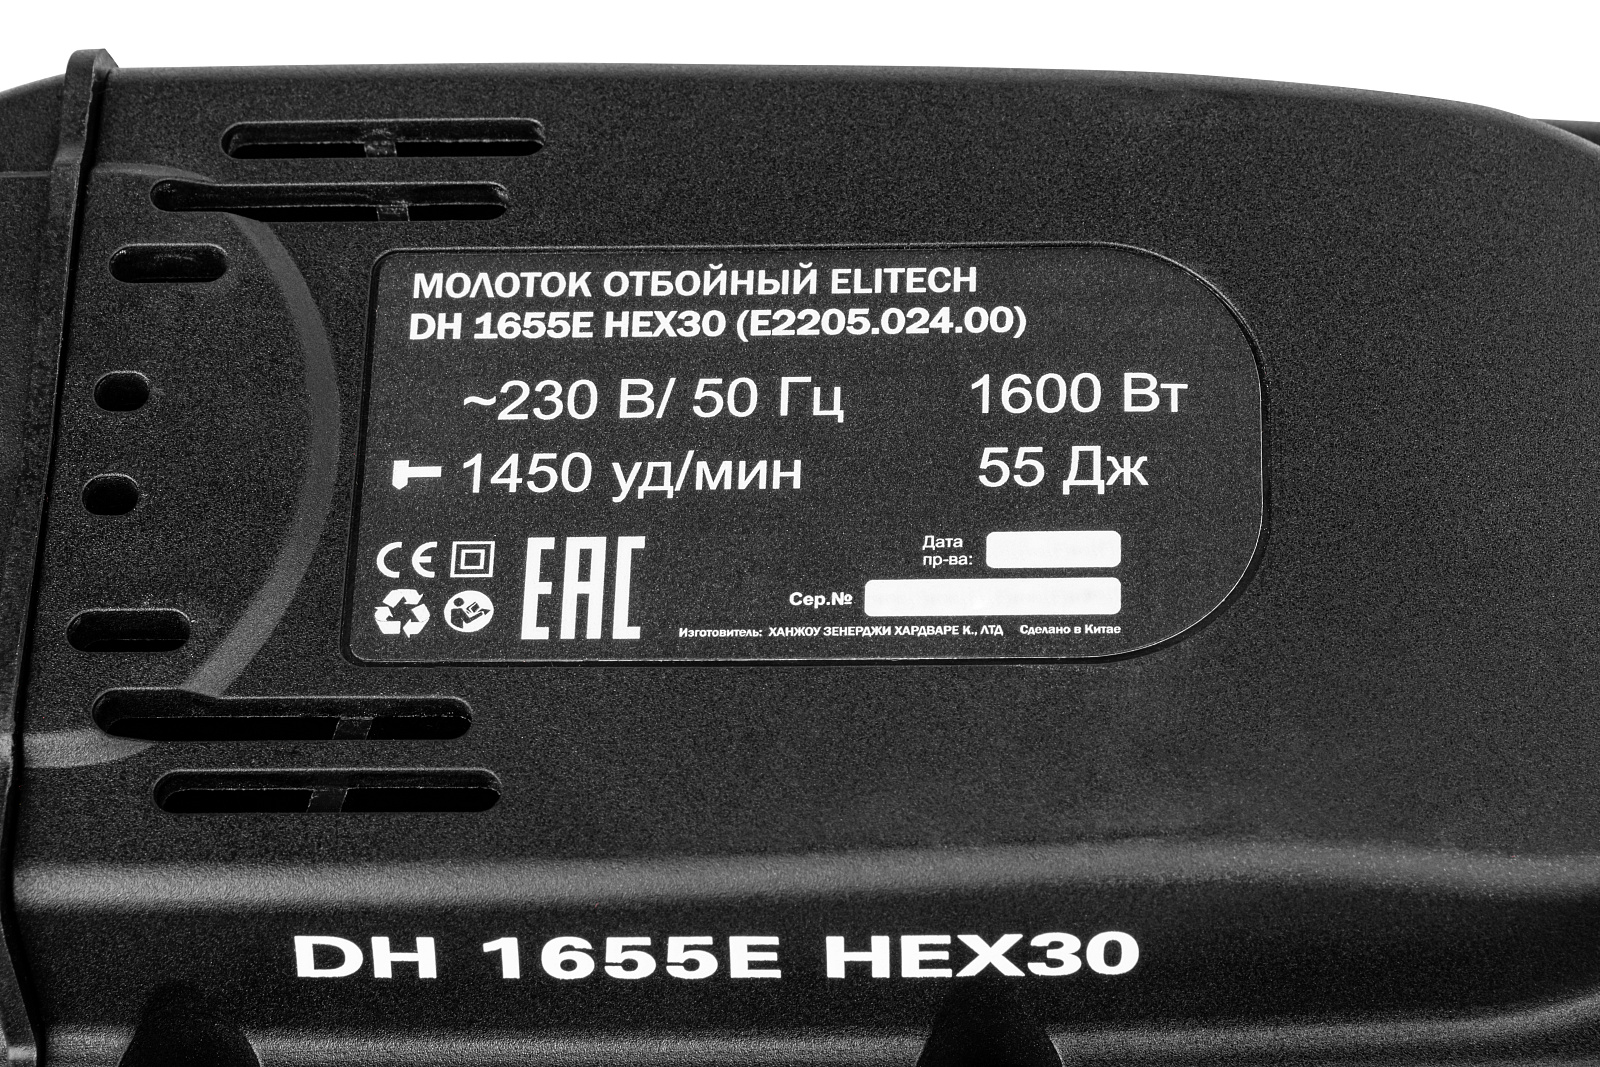 МОЛОТОК ОТБОЙНЫЙ ELITECH
DH 1655E HEX30 (E2205.024.00)
~230 В/ 50 Гц 1600 Вт
1450 уд/мин 55 Дж
CE EAC
Дата
пр-ва:
Сер.№
Изготовитель: ХАНЖОУ ЗЕНЕРДЖИ ХАРДВАРЕ К., ЛТД Сделано в Китае
DH 1655E HEX30